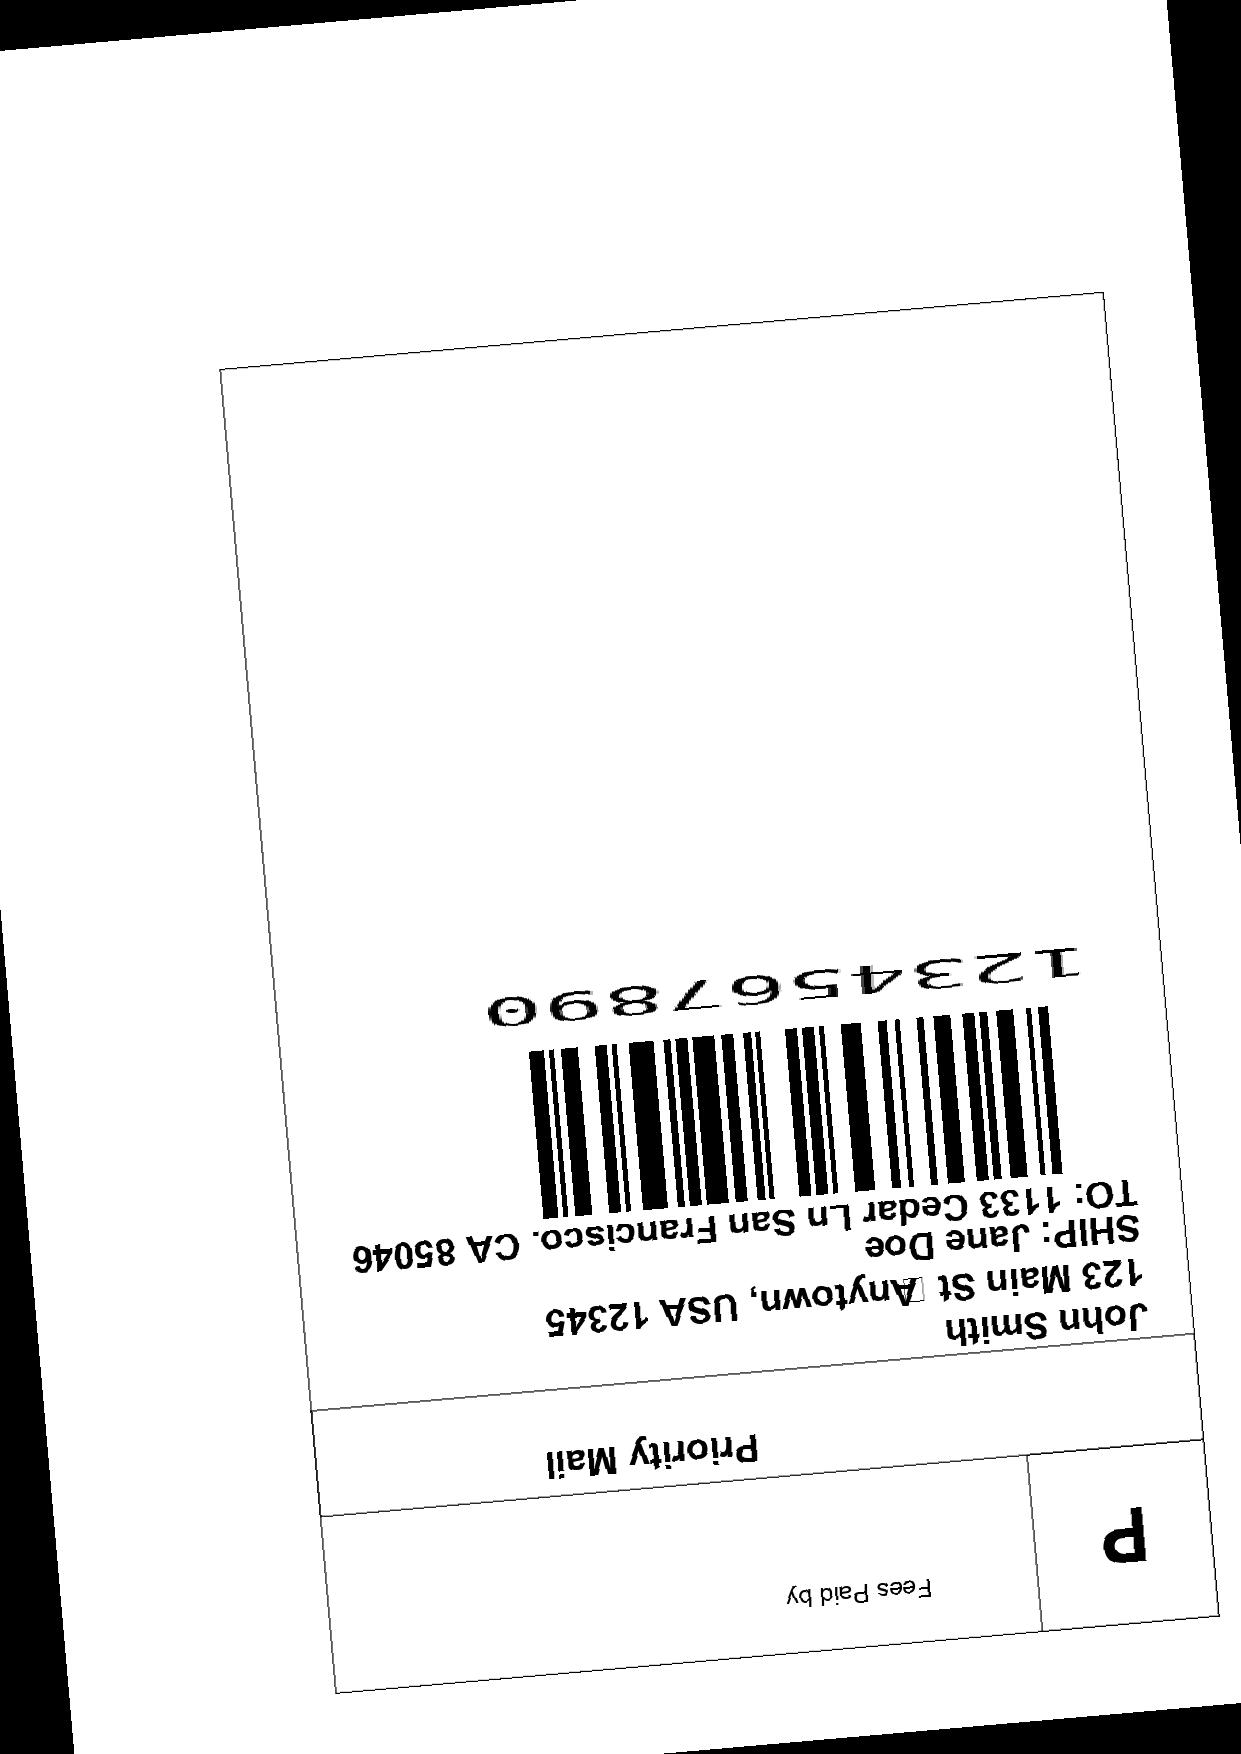 P
Fees Paid by
Priority Mail
John Smith
123 Main St □Anytown, USA 12345
SHIP: Jane Doe
TO: 1133 Cedar Ln San Francisco. CA 85046
1234567890